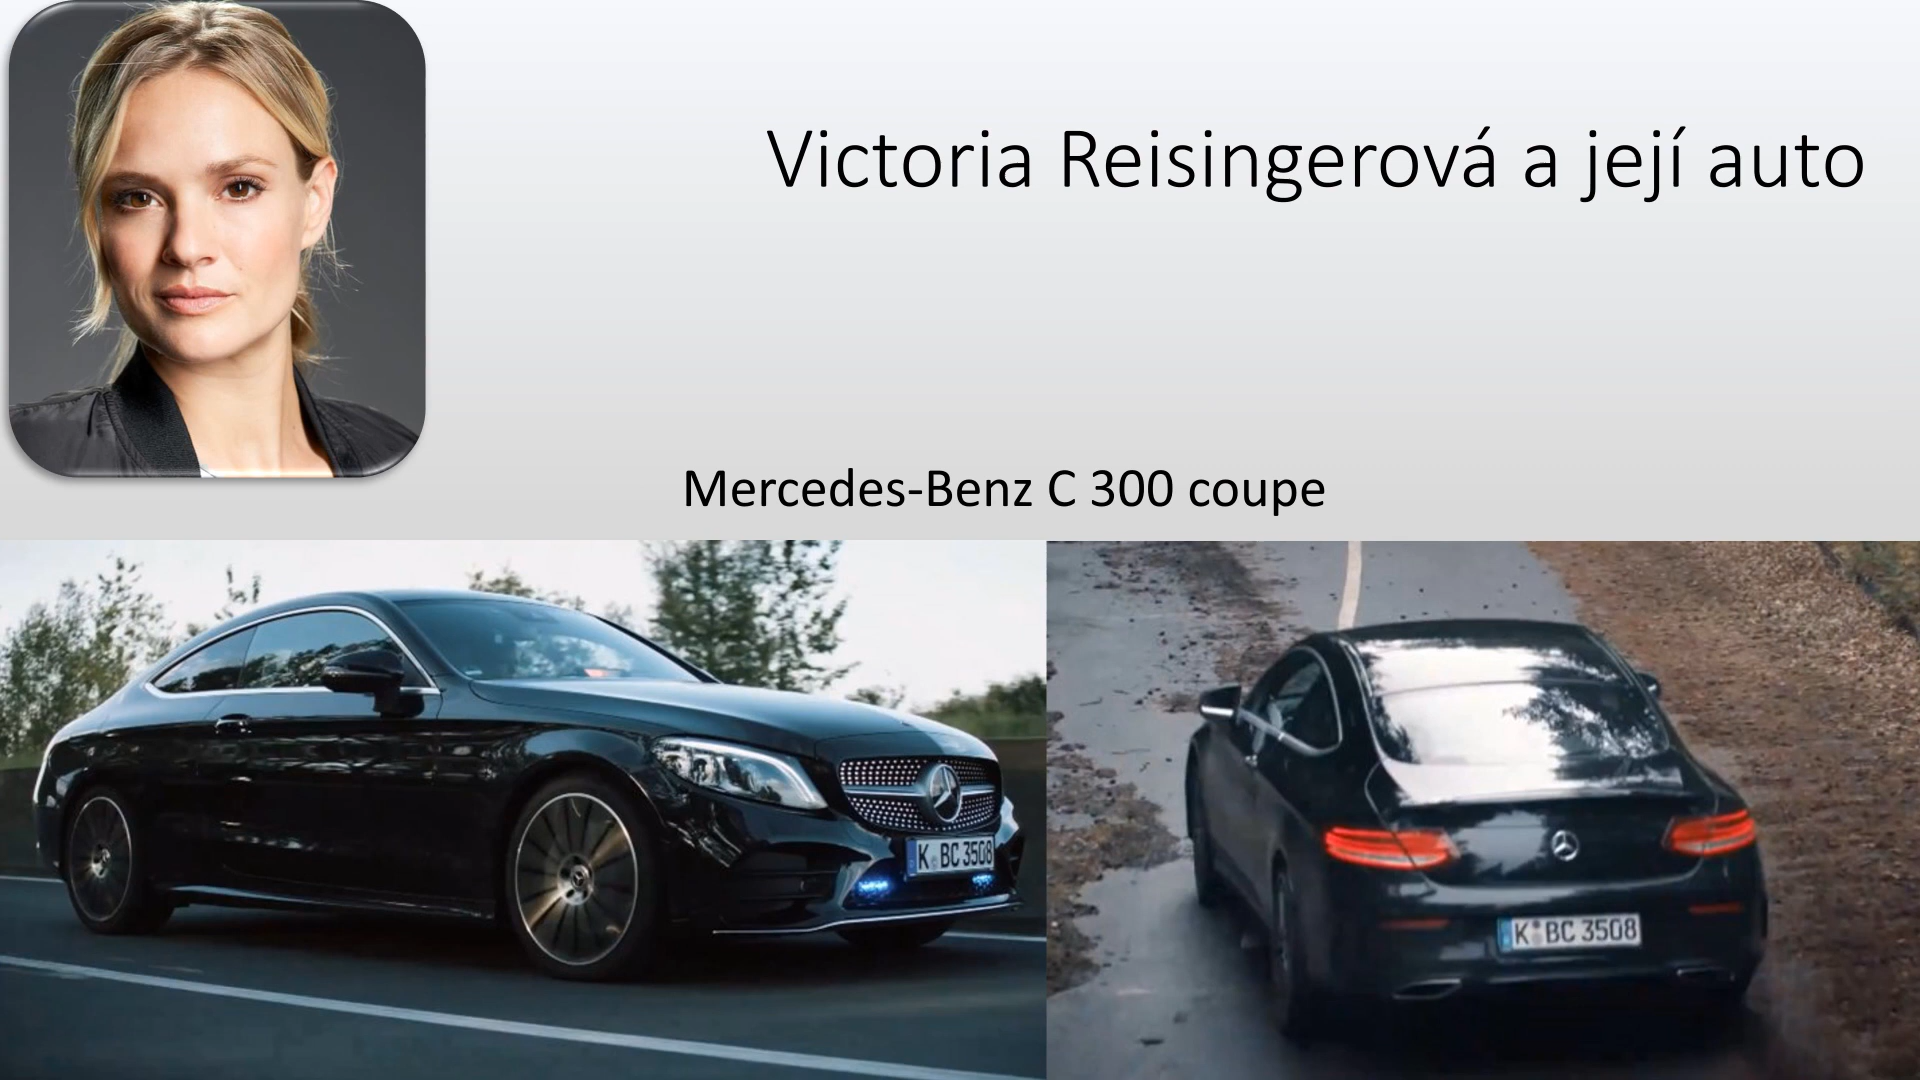 Victoria Reisingerová a její auto
Mercedes-Benz C 300 coupe
K BC 3508
K BC 3508